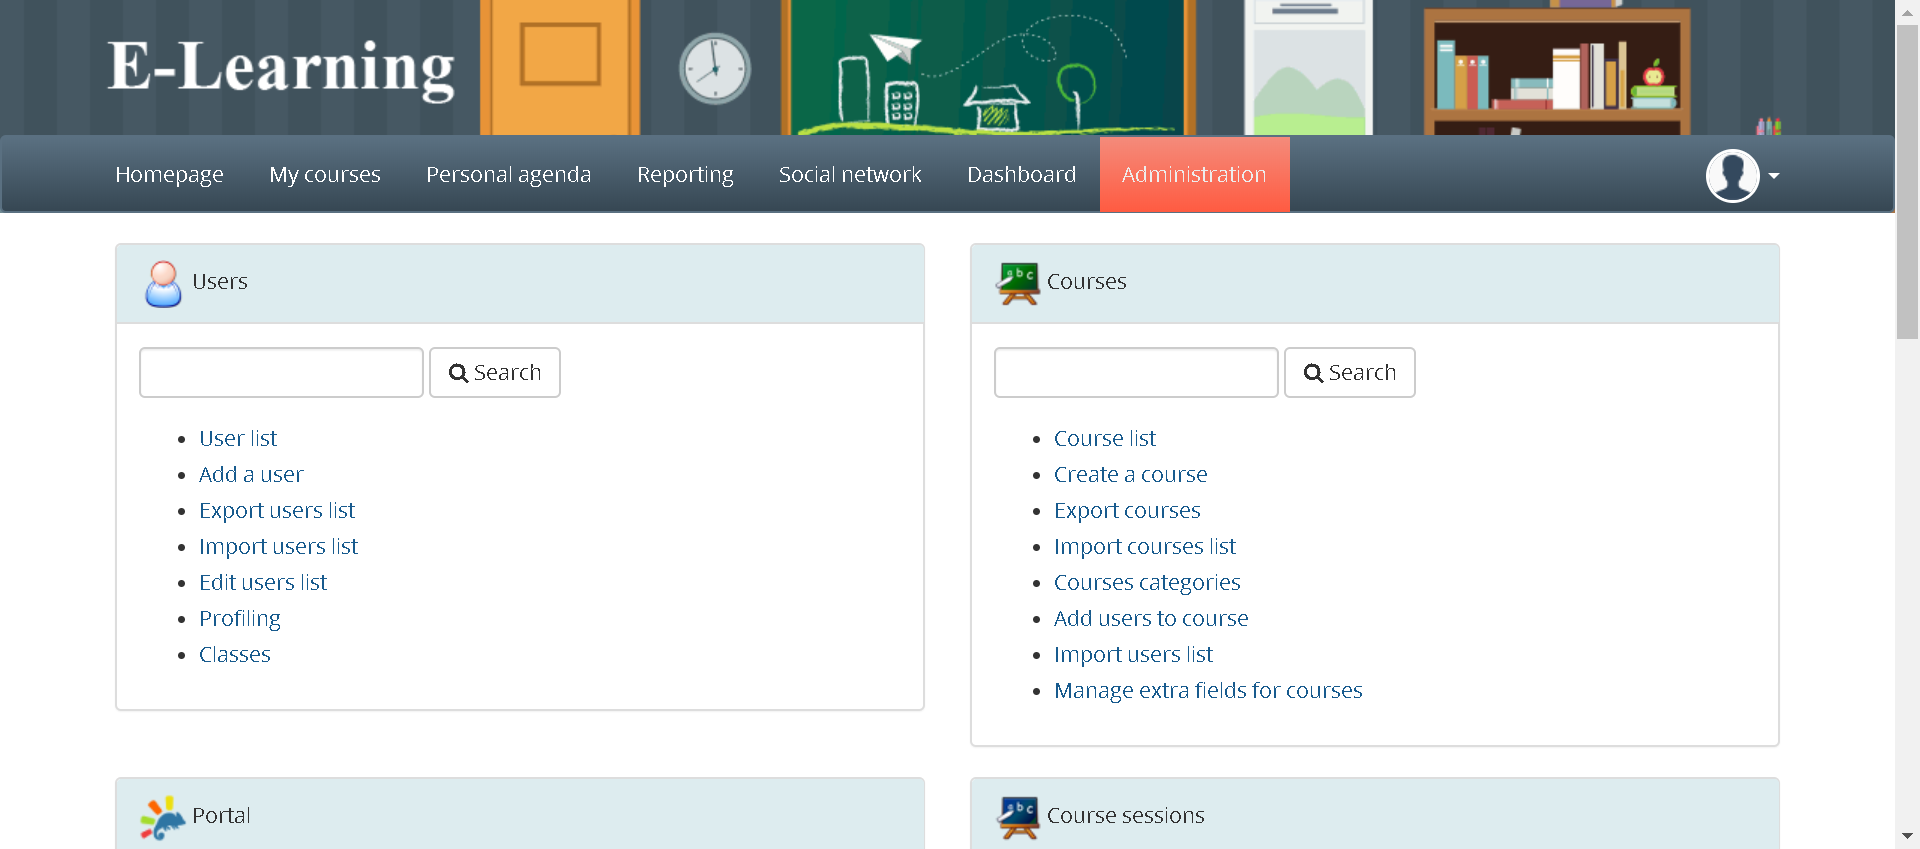 E-Learning
Homepage My courses Personal agenda Reporting Social network Dashboard Administration
Users
Search
User list
Add a user
Export users list
Import users list
Edit users list
Profiling
Classes
abc Courses
Search
Course list
Create a course
Export courses
Import courses list
Courses categories
Add users to course
Import users list
Manage extra fields for courses
Portal
abc Course sessions